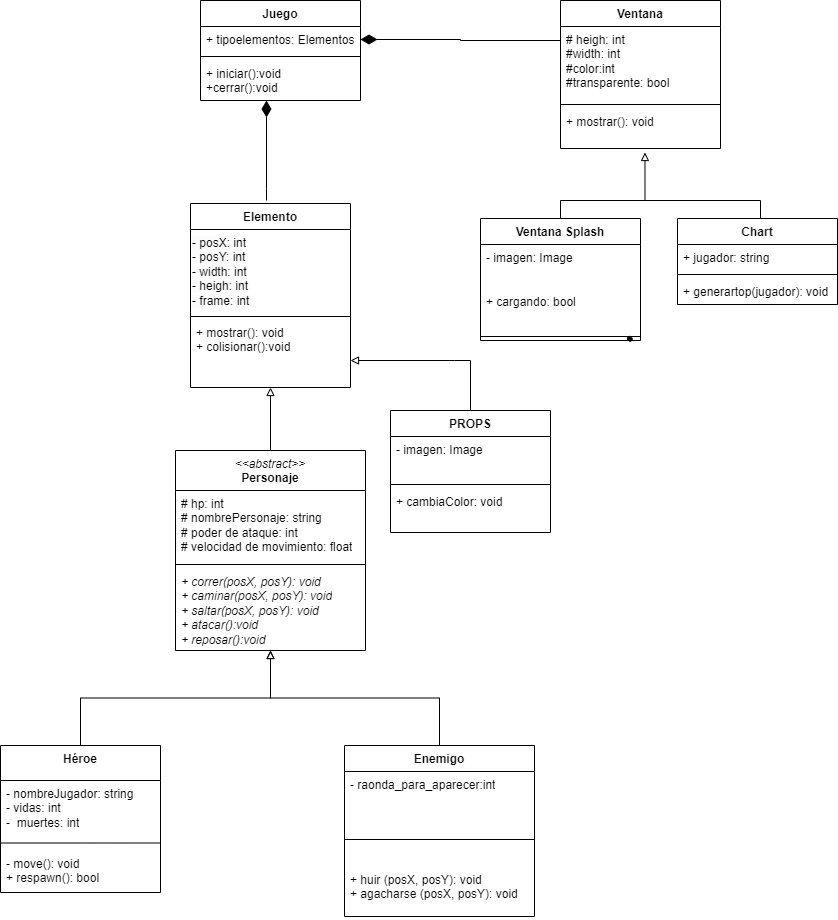 Juego
+ tipoelementos: Elementos
+ iniciar():void
+cerrar():void
Ventana
# heigh: int
#width: int
#color:int
#transparente: bool
+ mostrar(): void
Elemento
- posX: int
- posY: int
- width: int
- heigh: int
- frame: int
+ mostrar(): void
+ colisionar():void
Ventana Splash
- imagen: Image
+ cargando: bool
Chart
+ jugador: string
+ generartop(jugador): void
PROPS
- imagen: Image
+ cambiaColor: void
<<abstract>>
Personaje
# hp: int
# nombrePersonaje: string
# poder de ataque: int
# velocidad de movimiento: float
+ correr(posX, posY): void
+ caminar(posX, posY): void
+ saltar(posX, posY): void
+ atacar():void
+ reposar():void
Héroe
- nombreJugador: string
- vidas: int
- muertes: int
- move(): void
+ respawn(): bool
Enemigo
- raonda_para_aparecer:int
+ huir (posX, posY): void
+ agacharse (posX, posY): void